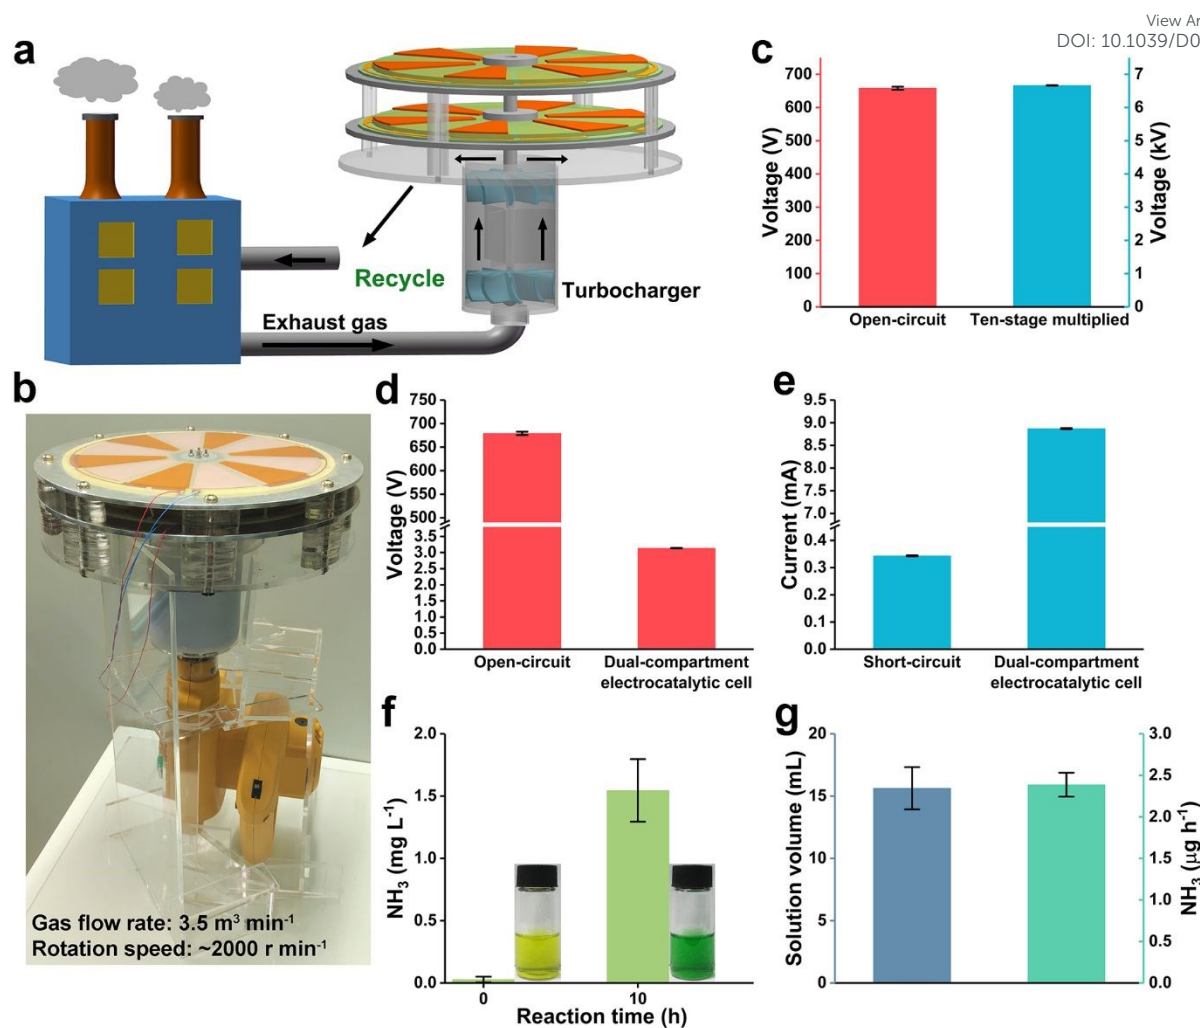 View Ar
DOI: 10.1039/D0
a
Recycle
Turbocharger
Exhaust gas
b
Gas flow rate: 3.5 m³ min⁻¹
Rotation speed: ~2000 r min⁻¹
c
Voltage (V)
700
600
500
400
300
200
100
0
Open-circuit
Ten-stage multiplied
7
6
5
4
3
2
1
0
Voltage (kV)
d
Voltage (V)
750
700
650
600
550
500
3.5
3.0
2.5
2.0
1.5
1.0
0.5
0.0
Open-circuit
Dual-compartment
electrocatalytic cell
e
Current (mA)
9.5
9.0
8.5
8.0
7.5
7.0
0.4
0.3
0.2
0.1
0.0
Short-circuit
Dual-compartment
electrocatalytic cell
f
NH₃ (mg L⁻¹)
2.0
1.5
1.0
0.5
0.0
0
10
Reaction time (h)
g
Solution volume (mL)
20
15
10
5
0
3.0
2.5
2.0
1.5
1.0
0.5
0.0
NH₃ (μg h⁻¹)